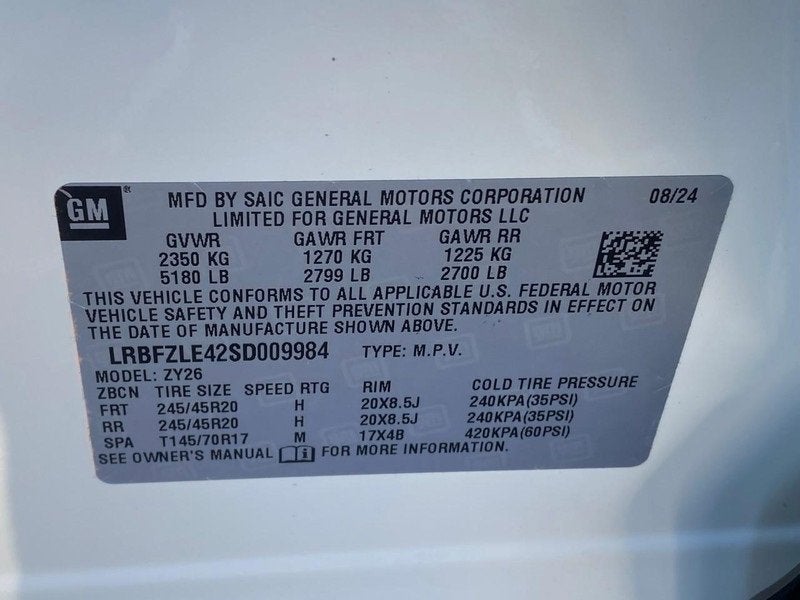 GM ® MFD BY SAIC GENERAL MOTORS CORPORATION 08/24
LIMITED FOR GENERAL MOTORS LLC
GVWR GAWR FRT GAWR RR
2350 KG 1270 KG 1225 KG
5180 LB 2799 LB 2700 LB
THIS VEHICLE CONFORMS TO ALL APPLICABLE U.S. FEDERAL MOTOR
VEHICLE SAFETY AND THEFT PREVENTION STANDARDS IN EFFECT ON
THE DATE OF MANUFACTURE SHOWN ABOVE.
LRBFZLE42SD009984 TYPE: M.P.V.
MODEL: ZY26
ZBCN TIRE SIZE SPEED RTG RIM COLD TIRE PRESSURE
FRT 245/45R20 H 20X8.5J 240KPA(35PSI)
RR 245/45R20 H 20X8.5J 240KPA(35PSI)
SPA T145/70R17 M 17X4B 420KPA(60PSI)
SEE OWNER'S MANUAL FOR MORE INFORMATION.